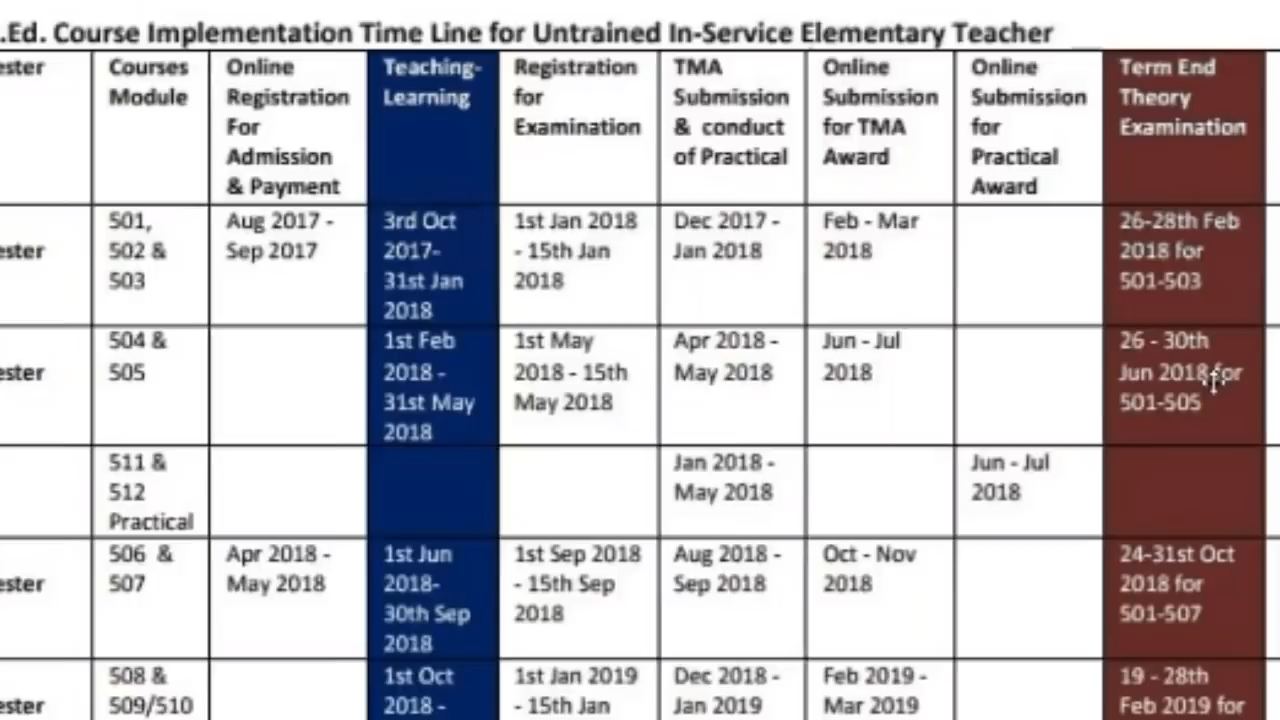 .Ed. Course Implementation Time Line for Untrained In-Service Elementary Teacher
ester
Courses
Module
Online
Registration
For
Admission
& Payment
Teaching-
Learning
Registration
for
Examination
TMA
Submission
& conduct
of Practical
Online
Submission
for TMA
Award
Online
Submission
for
Practical
Award
Term End
Theory
Examination
ester
501,
502 &
503
Aug 2017 -
Sep 2017
3rd Oct
2017-
31st Jan
2018
1st Jan 2018
- 15th Jan
2018
Dec 2017 -
Jan 2018
Feb - Mar
2018
26-28th Feb
2018 for
501-503
ester
504 &
505
1st Feb
2018 -
31st May
2018
1st May
2018 - 15th
May 2018
Apr 2018 -
May 2018
Jun - Jul
2018
26 - 30th
Jun 2018 for
501-505
511 &
512
Practical
Jan 2018 -
May 2018
Jun - Jul
2018
ester
506 &
507
Apr 2018 -
May 2018
1st Jun
2018-
30th Sep
2018
1st Sep 2018
- 15th Sep
2018
Aug 2018 -
Sep 2018
Oct - Nov
2018
24-31st Oct
2018 for
501-507
ester
508 &
509/510
1st Oct
2018 -
1st Jan 2019
- 15th Jan
Dec 2018 -
Jan 2019
Feb 2019 -
Mar 2019
19 - 28th
Feb 2019 for